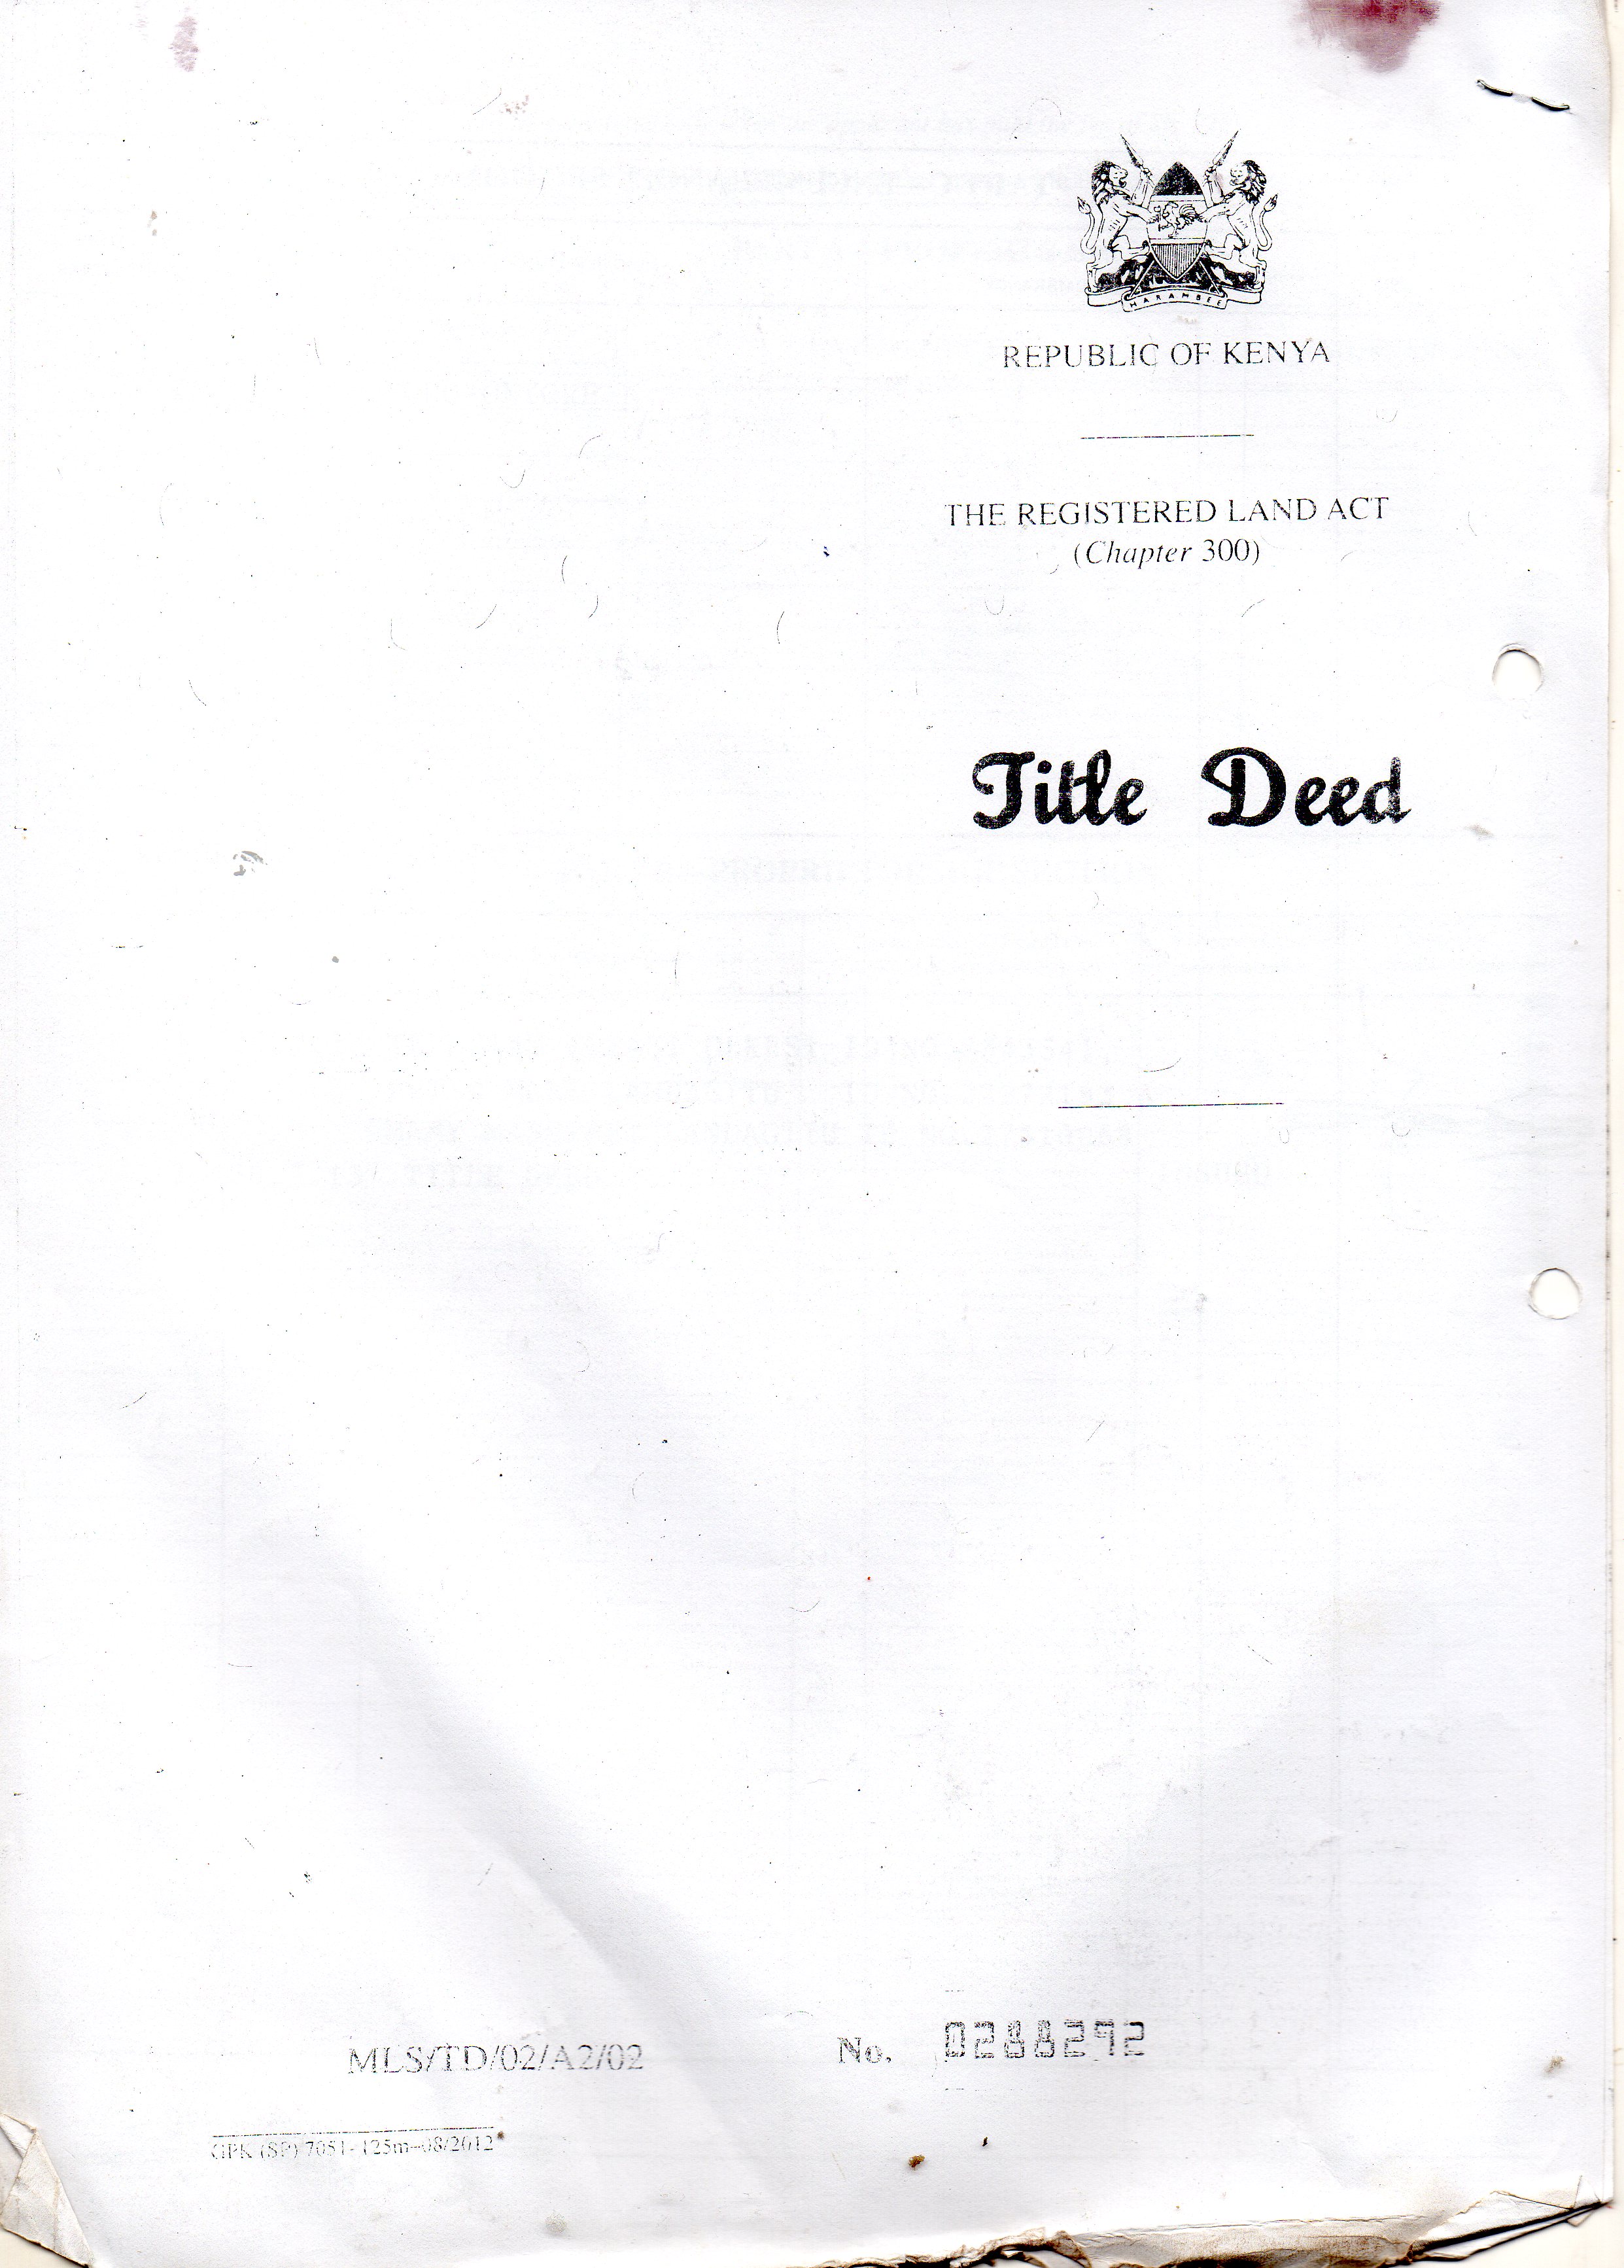 HARAMBEE
REPUBLIC OF KENYA
THE REGISTERED LAND ACT
(Chapter 300)
Title Deed
MLS/TD/02/A2/02 No. 0288292
GPK (SP) 7051-125m-08/2012